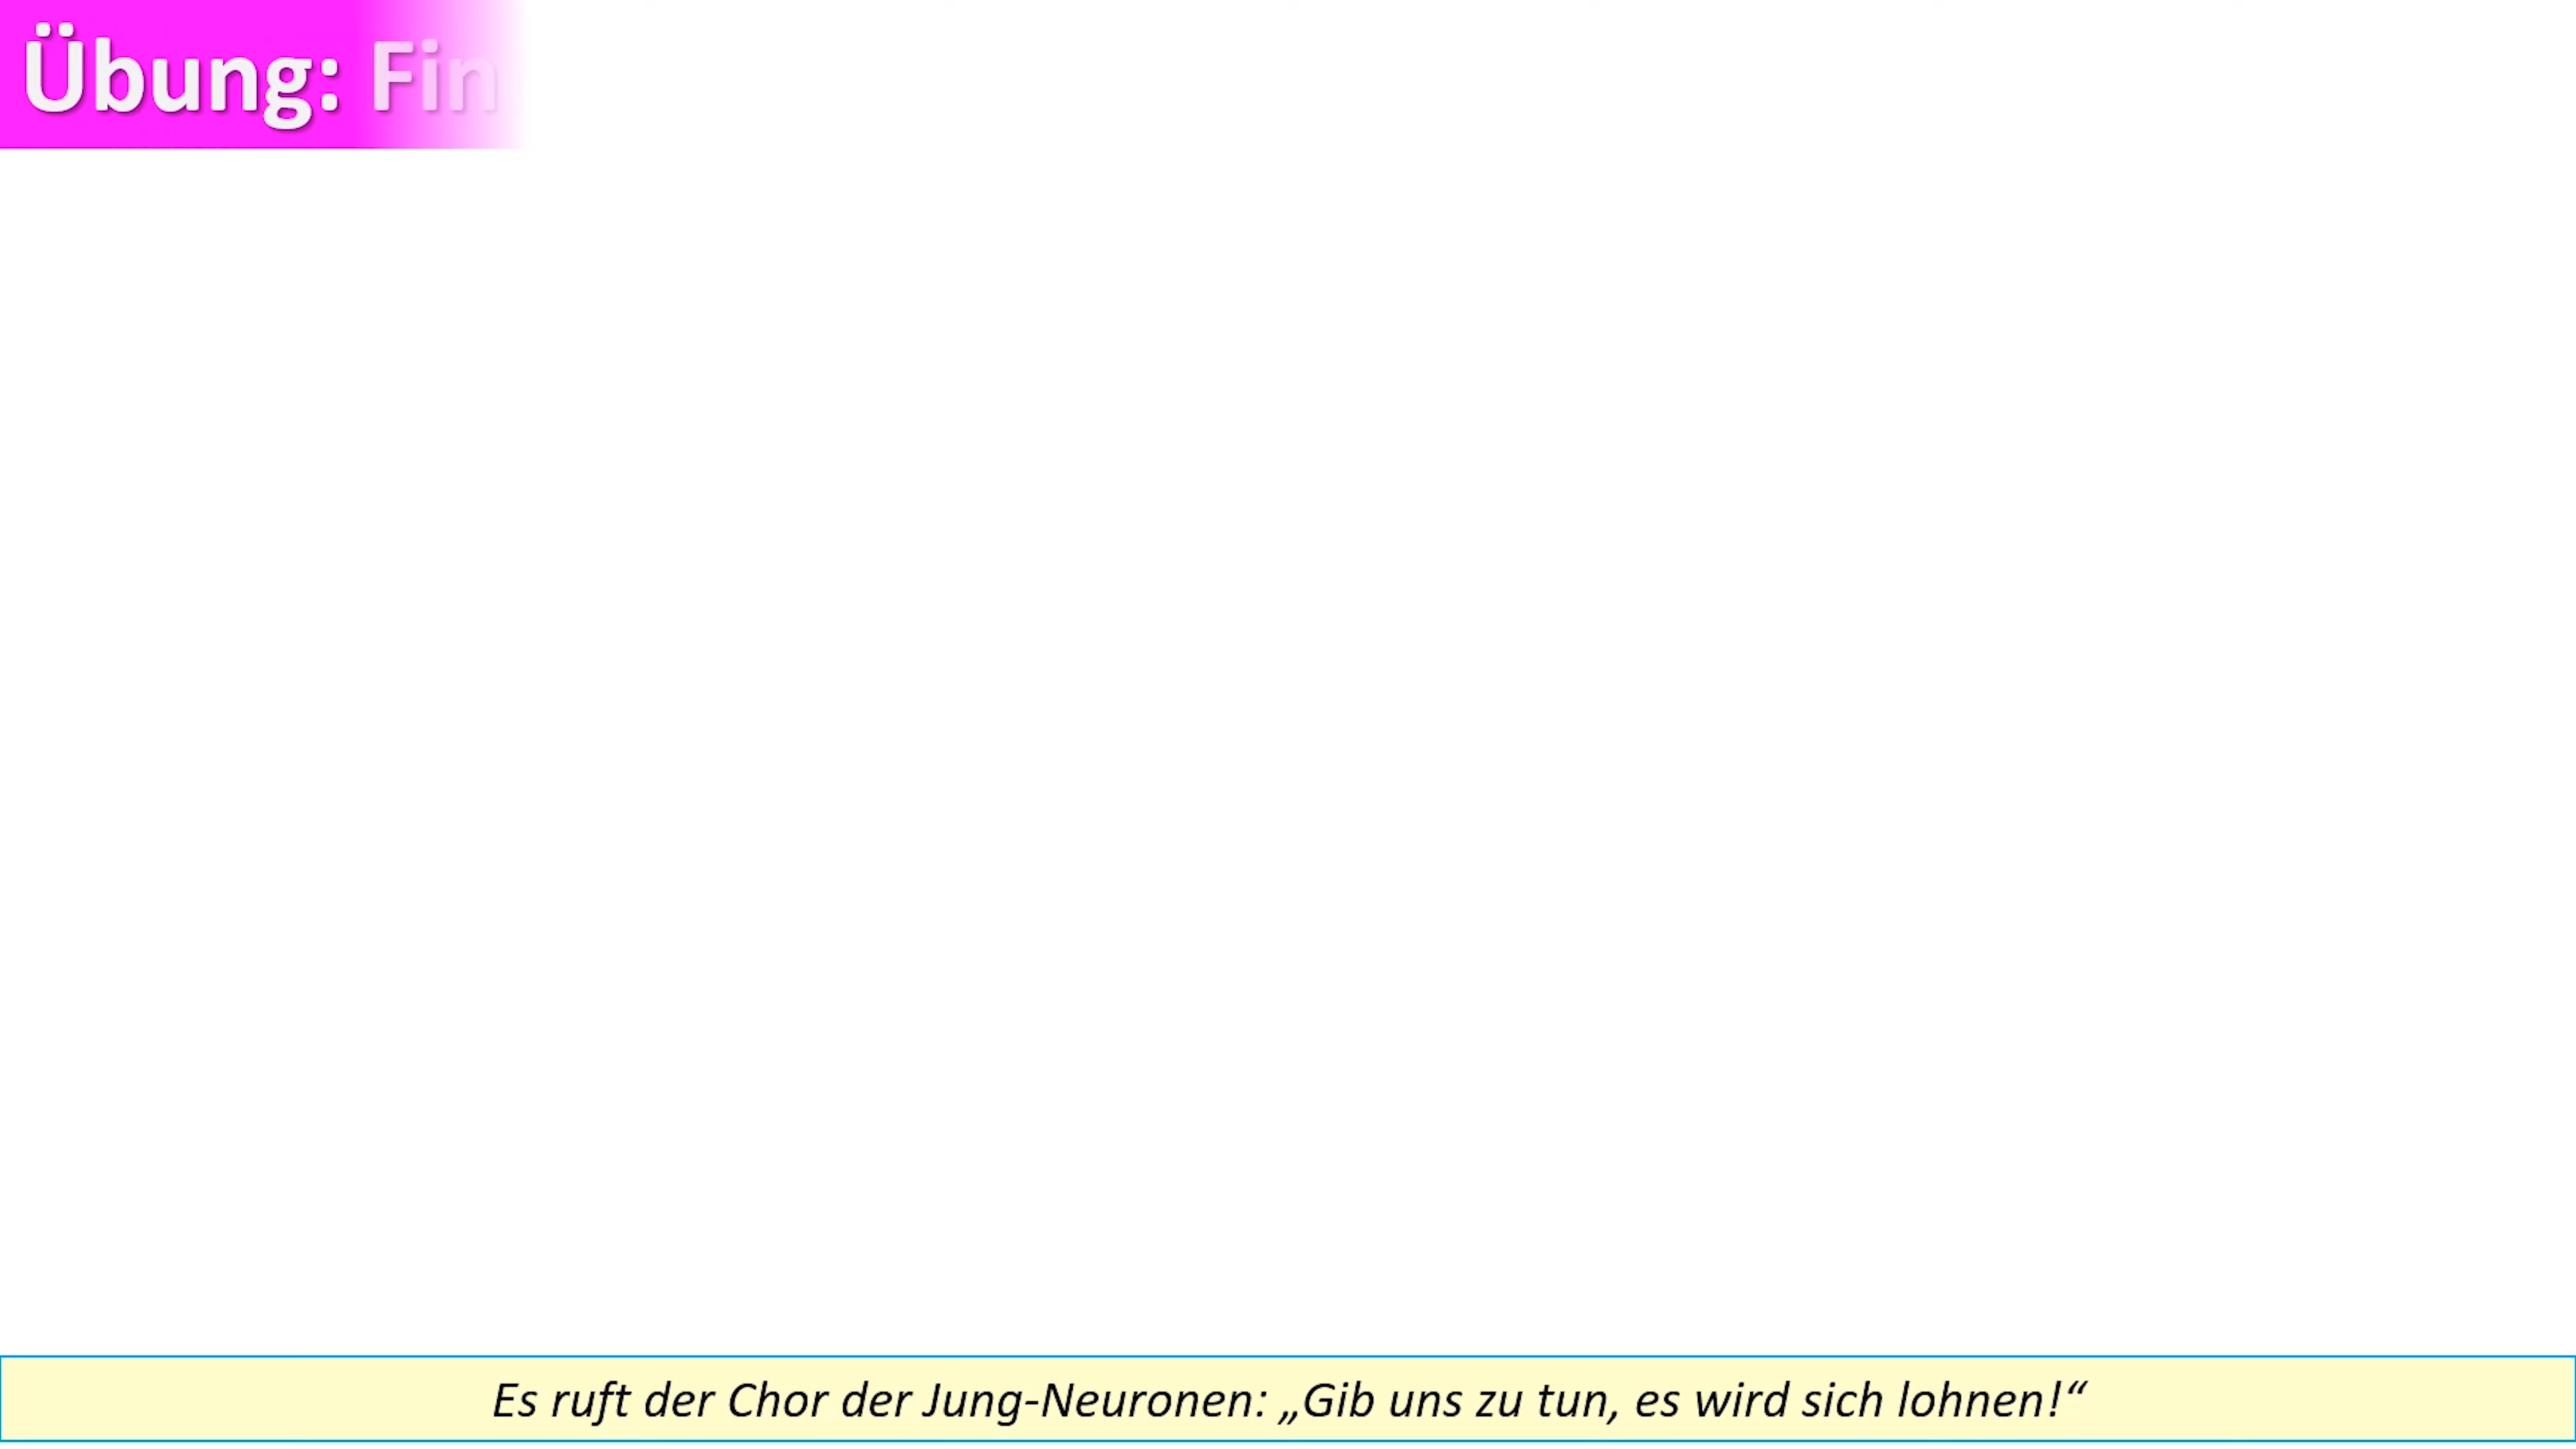 Übung: Fin
Es ruft der Chor der Jung-Neuronen: „Gib uns zu tun, es wird sich lohnen!“